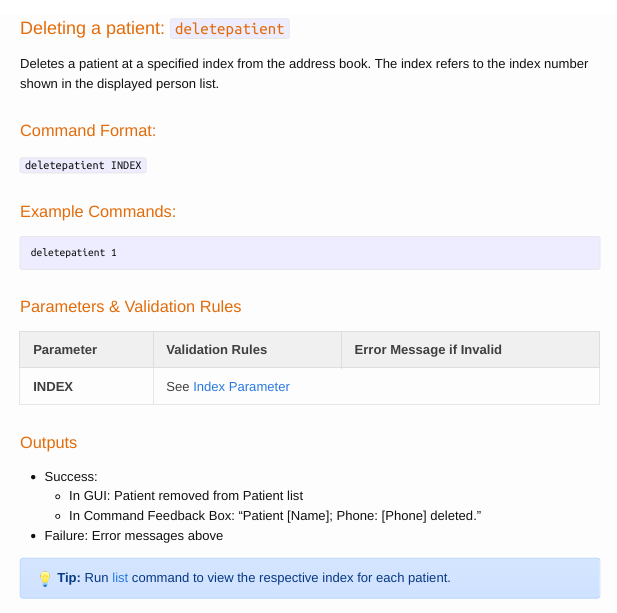 Deleting a patient: deletepatient
Deletes a patient at a specified index from the address book. The index refers to the index number
shown in the displayed person list.
Command Format:
deletepatient INDEX
Example Commands:
deletepatient 1
Parameters & Validation Rules
Parameter Validation Rules Error Message if Invalid
INDEX See Index Parameter
Outputs
• Success:
◦ In GUI: Patient removed from Patient list
◦ In Command Feedback Box: “Patient [Name]; Phone: [Phone] deleted.”
• Failure: Error messages above
💡 Tip: Run list command to view the respective index for each patient.